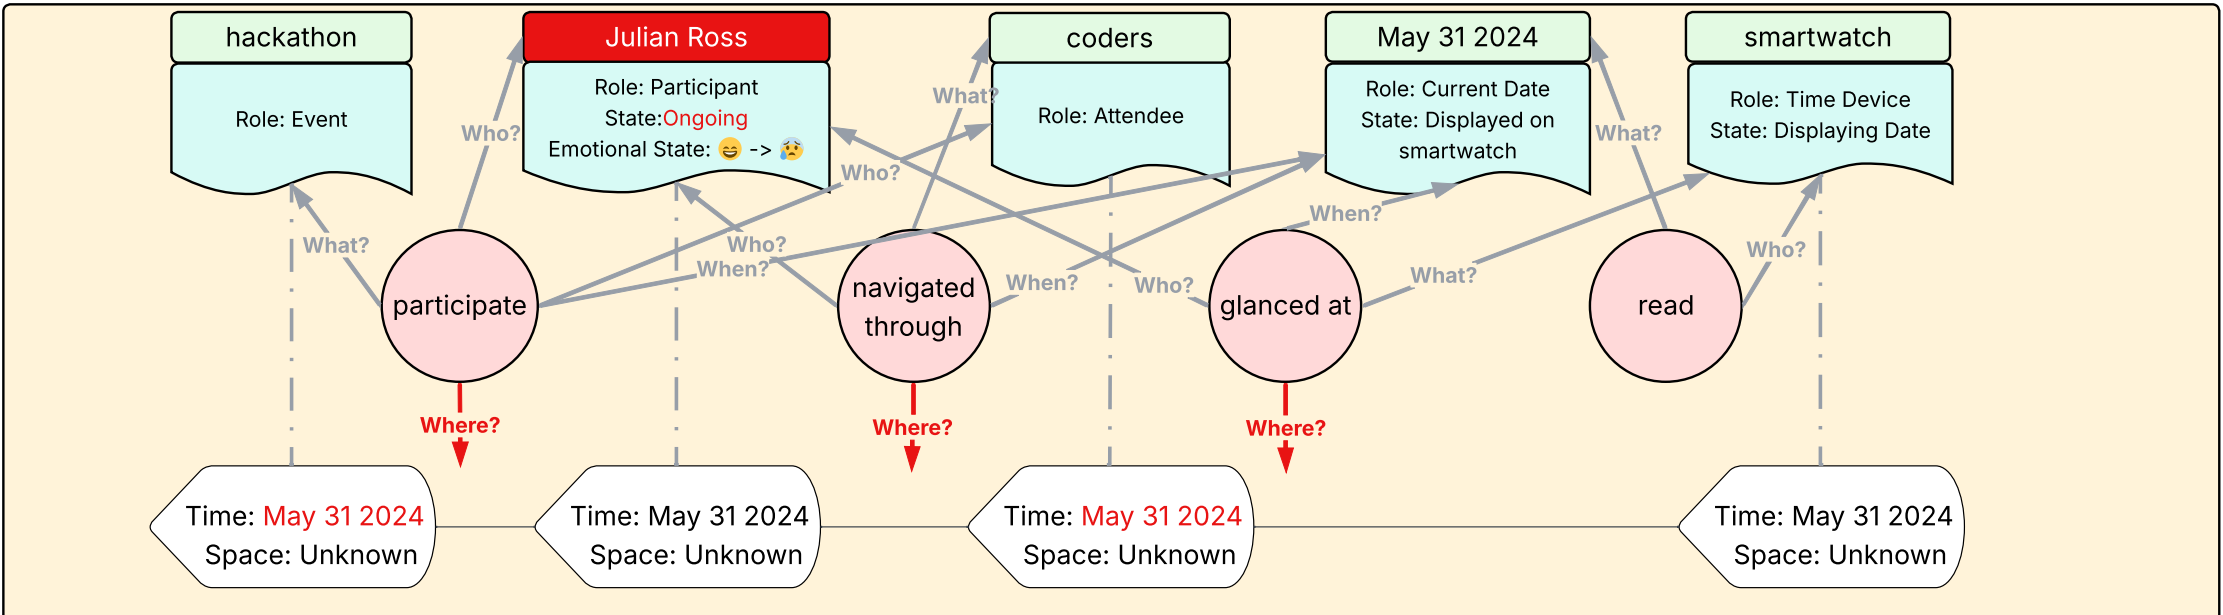 hackathon
Role: Event
Julian Ross
Role: Participant
State:Ongoing
Emotional State: 😄 -> 😰
coders
Role: Attendee
May 31 2024
Role: Current Date
State: Displayed on
smartwatch
smartwatch
Role: Time Device
State: Displaying Date
What?
Who?
Who?
When?
Who?
What?
When?
Who?
When?
What?
What?
Who?
participate
navigated
through
glanced at
read
Where?
Where?
Where?
Time: May 31 2024
Space: Unknown
Time: May 31 2024
Space: Unknown
Time: May 31 2024
Space: Unknown
Time: May 31 2024
Space: Unknown